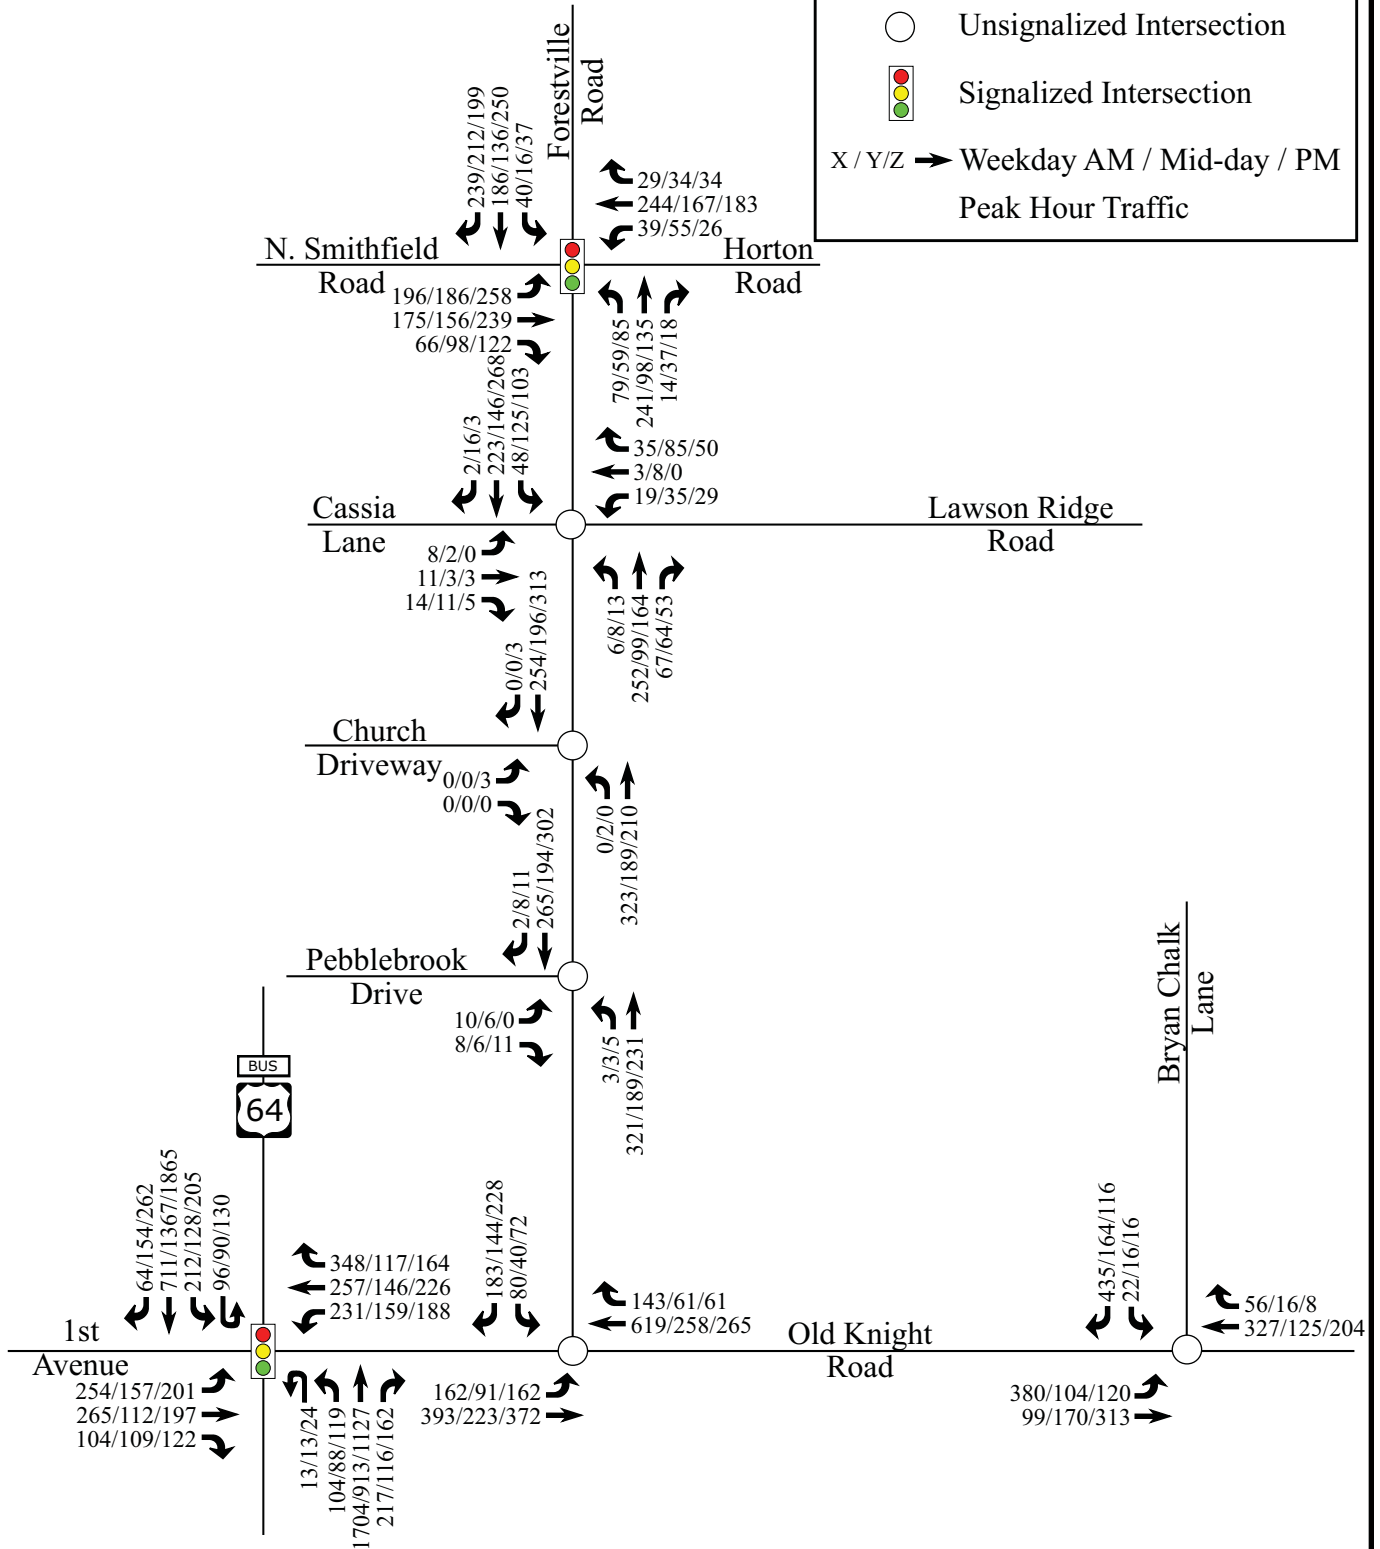 Unsignalized Intersection
Signalized Intersection
X / Y/Z Weekday AM / Mid-day / PM
Peak Hour Traffic
Forestville
Road
239/212/199
186/136/250
40/16/37
29/34/34
244/167/183
39/55/26
N. Smithfield
Road
Horton
Road
196/186/258
175/156/239
66/98/122
79/59/85
241/98/135
14/37/18
2/16/3
223/146/268
48/125/103
35/85/50
3/8/0
19/35/29
Cassia
Lane
Lawson Ridge
Road
8/2/0
11/3/3
14/11/5
6/8/13
252/99/164
67/64/53
0/0/3
254/196/313
Church
Driveway
0/0/3
0/0/0
0/2/0
323/189/210
2/8/11
265/194/302
Pebblebrook
Drive
10/6/0
8/6/11
3/3/5
321/189/231
Bryan Chalk
Lane
BUS
64
64/154/262
711/1367/1865
212/128/205
96/90/130
348/117/164
257/146/226
231/159/188
183/144/228
80/40/72
143/61/61
619/258/265
435/164/116
22/16/16
56/16/8
327/125/204
1st
Avenue
Old Knight
Road
254/157/201
265/112/197
104/109/122
13/13/24
104/88/119
1704/913/1127
217/116/162
162/91/162
393/223/372
380/104/120
99/170/313